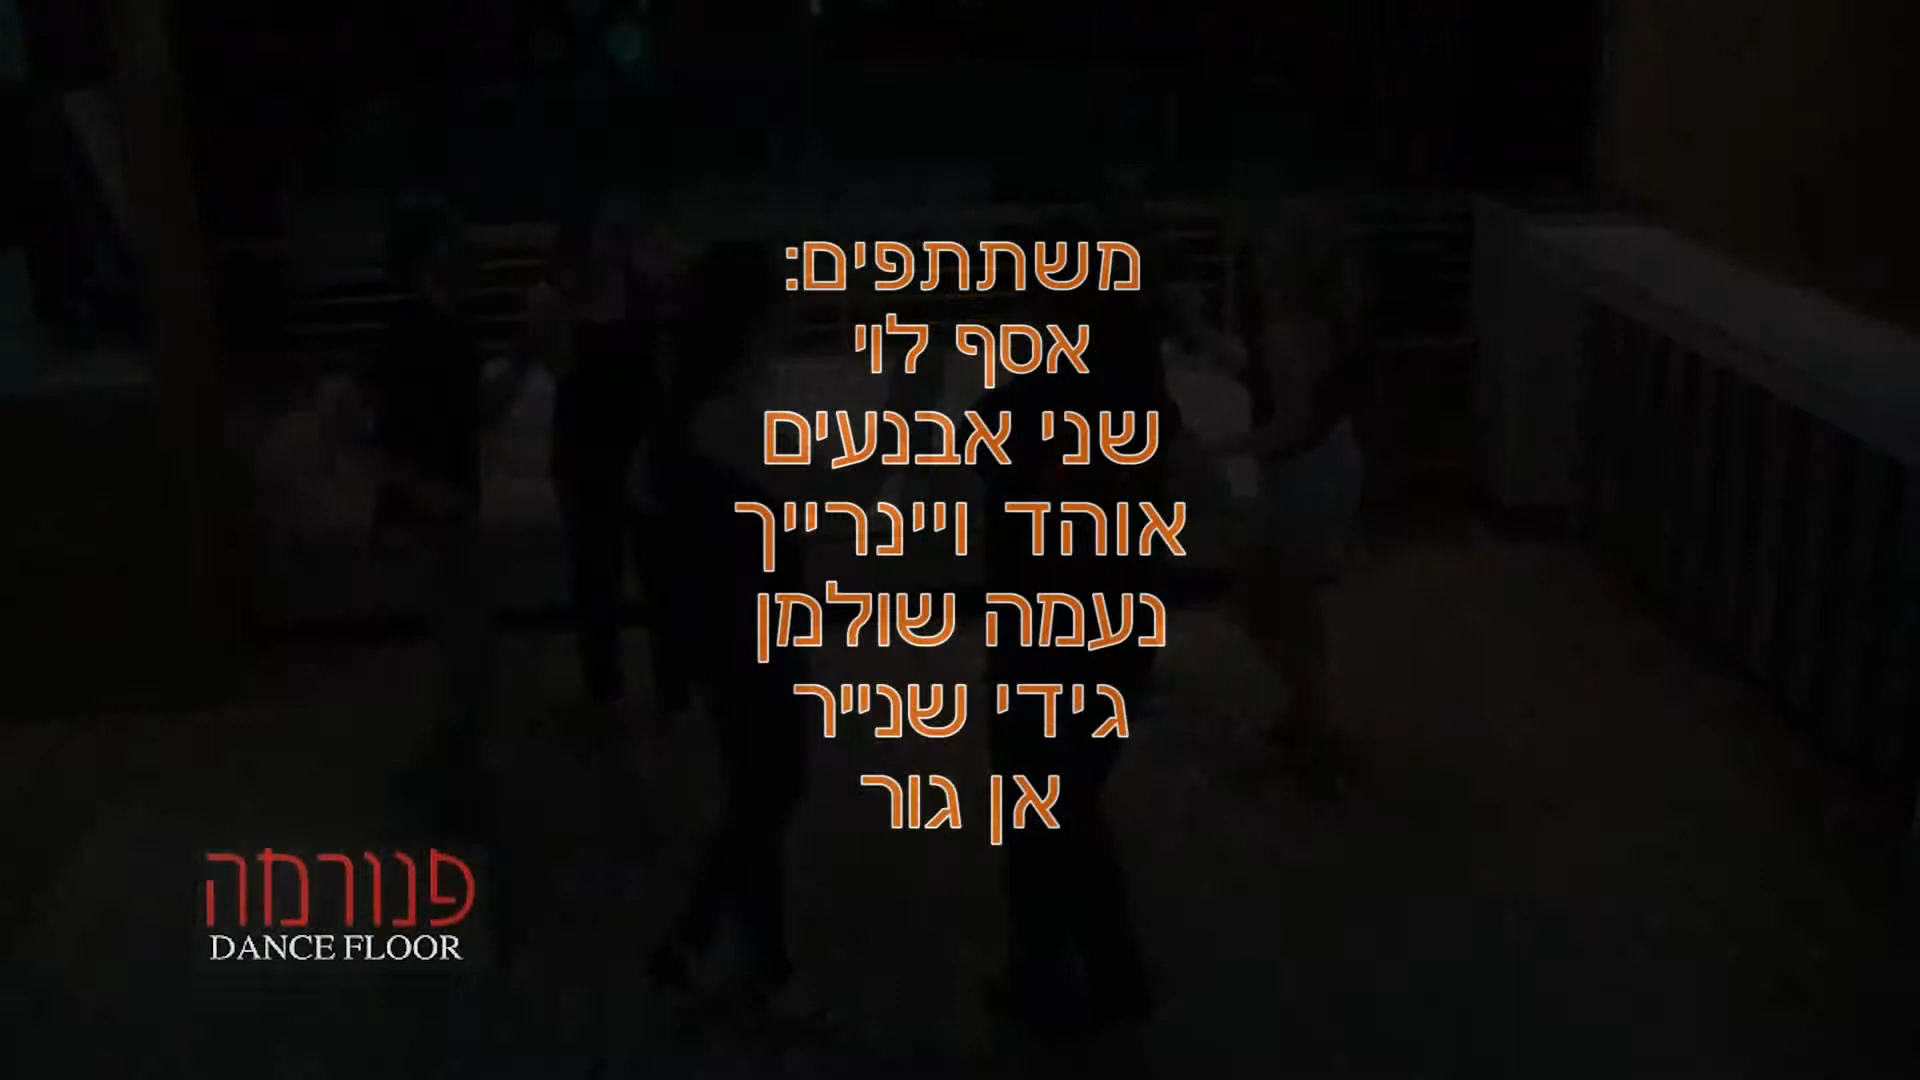 משתתפים:
אסף לוי
שני אבנעים
אוהד ויינרייך
נעמה שולמן
גידי שנייר
אן גור
פנורמה
DANCE FLOOR